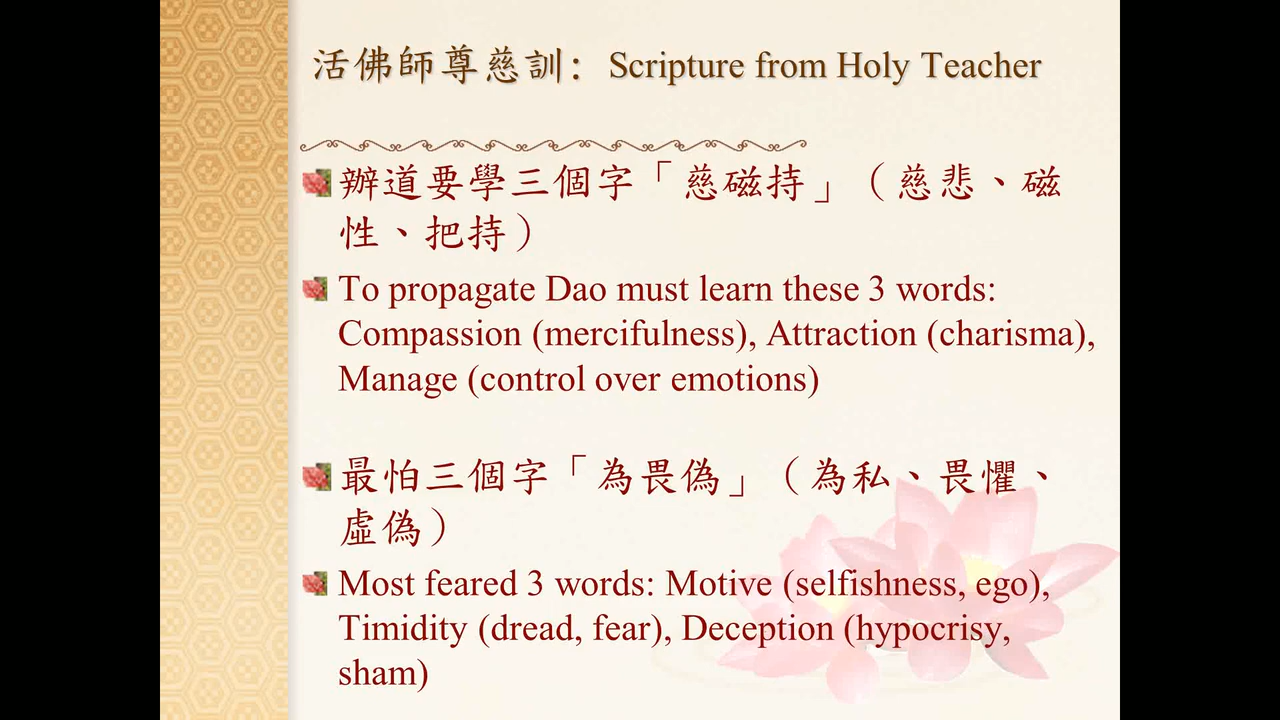 活佛師尊慈訓：Scripture from Holy Teacher
辦道要學三個字「慈磁持」（慈悲、磁
性、把持）
To propagate Dao must learn these 3 words:
Compassion (mercifulness), Attraction (charisma),
Manage (control over emotions)
最怕三個字「為畏偽」（為私、畏懼、
虛偽）
Most feared 3 words: Motive (selfishness, ego),
Timidity (dread, fear), Deception (hypocrisy,
sham)